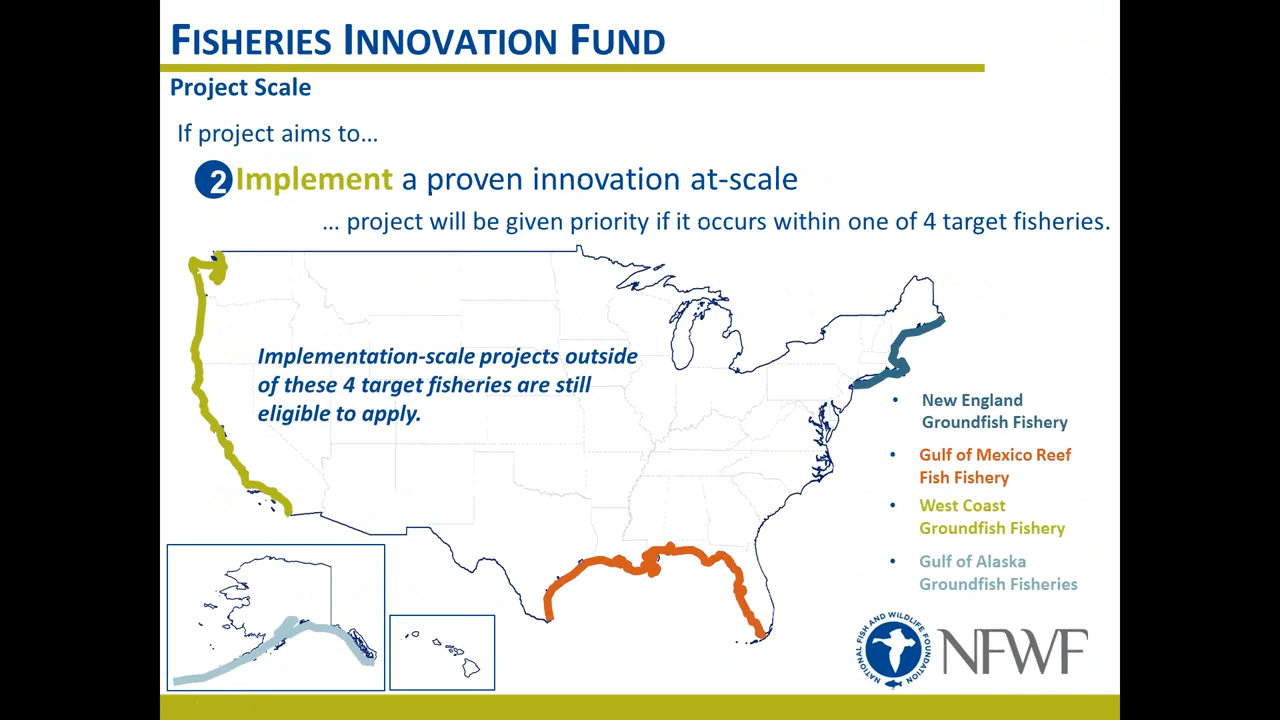 FISHERIES INNOVATION FUND
Project Scale
If project aims to…
2 Implement a proven innovation at-scale
… project will be given priority if it occurs within one of 4 target fisheries.
Implementation-scale projects outside
of these 4 target fisheries are still
eligible to apply.
• New England
Groundfish Fishery
• Gulf of Mexico Reef
Fish Fishery
• West Coast
Groundfish Fishery
• Gulf of Alaska
Groundfish Fisheries
NATIONAL FISH AND WILDLIFE FOUNDATION
NFWF